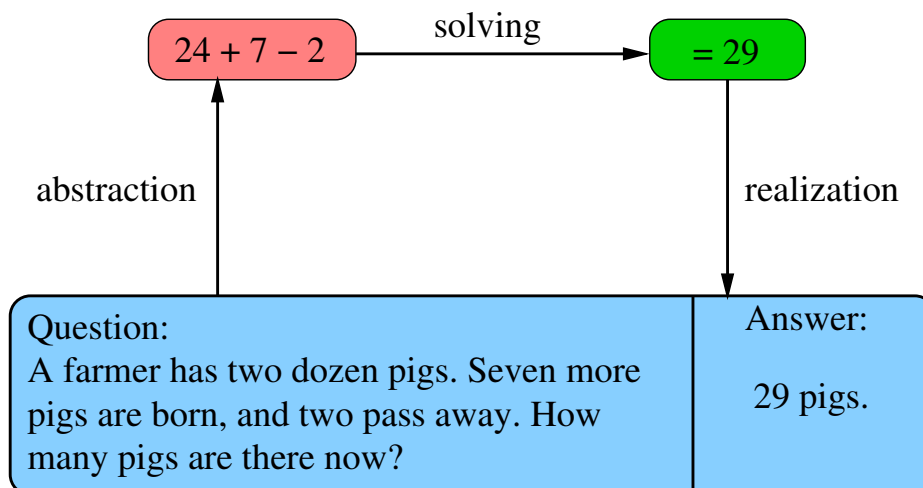 solving
24 + 7 − 2
= 29
abstraction
realization
Question:
A farmer has two dozen pigs. Seven more
pigs are born, and two pass away. How
many pigs are there now?
Answer:
29 pigs.